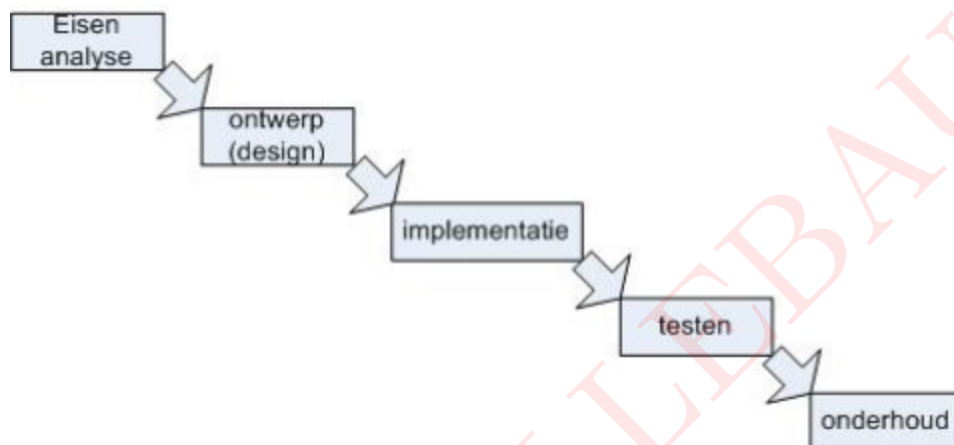 Eisen
analyse
ontwerp
(design)
implementatie
testen
onderhoud